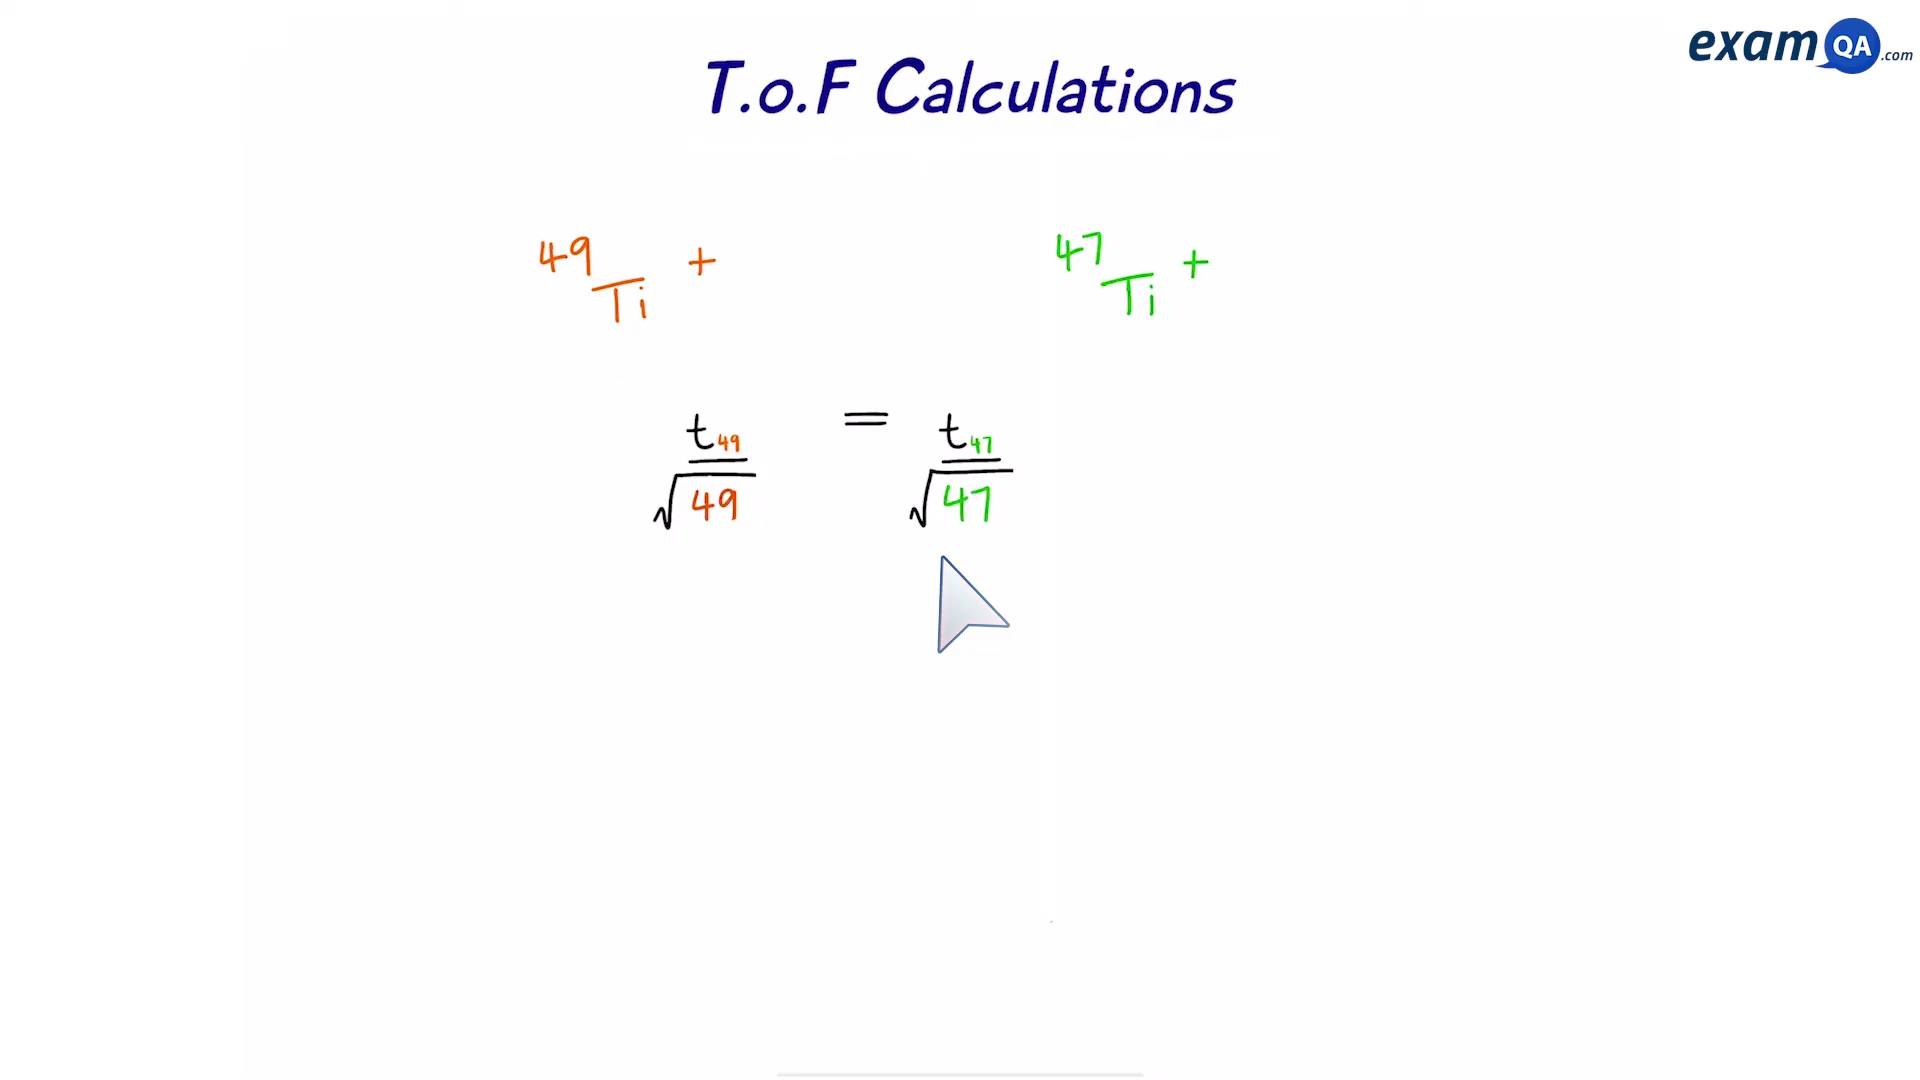 examQA.com
T.o.F Calculations
49Ti + 47Ti +
t49 = t47
√49 √47